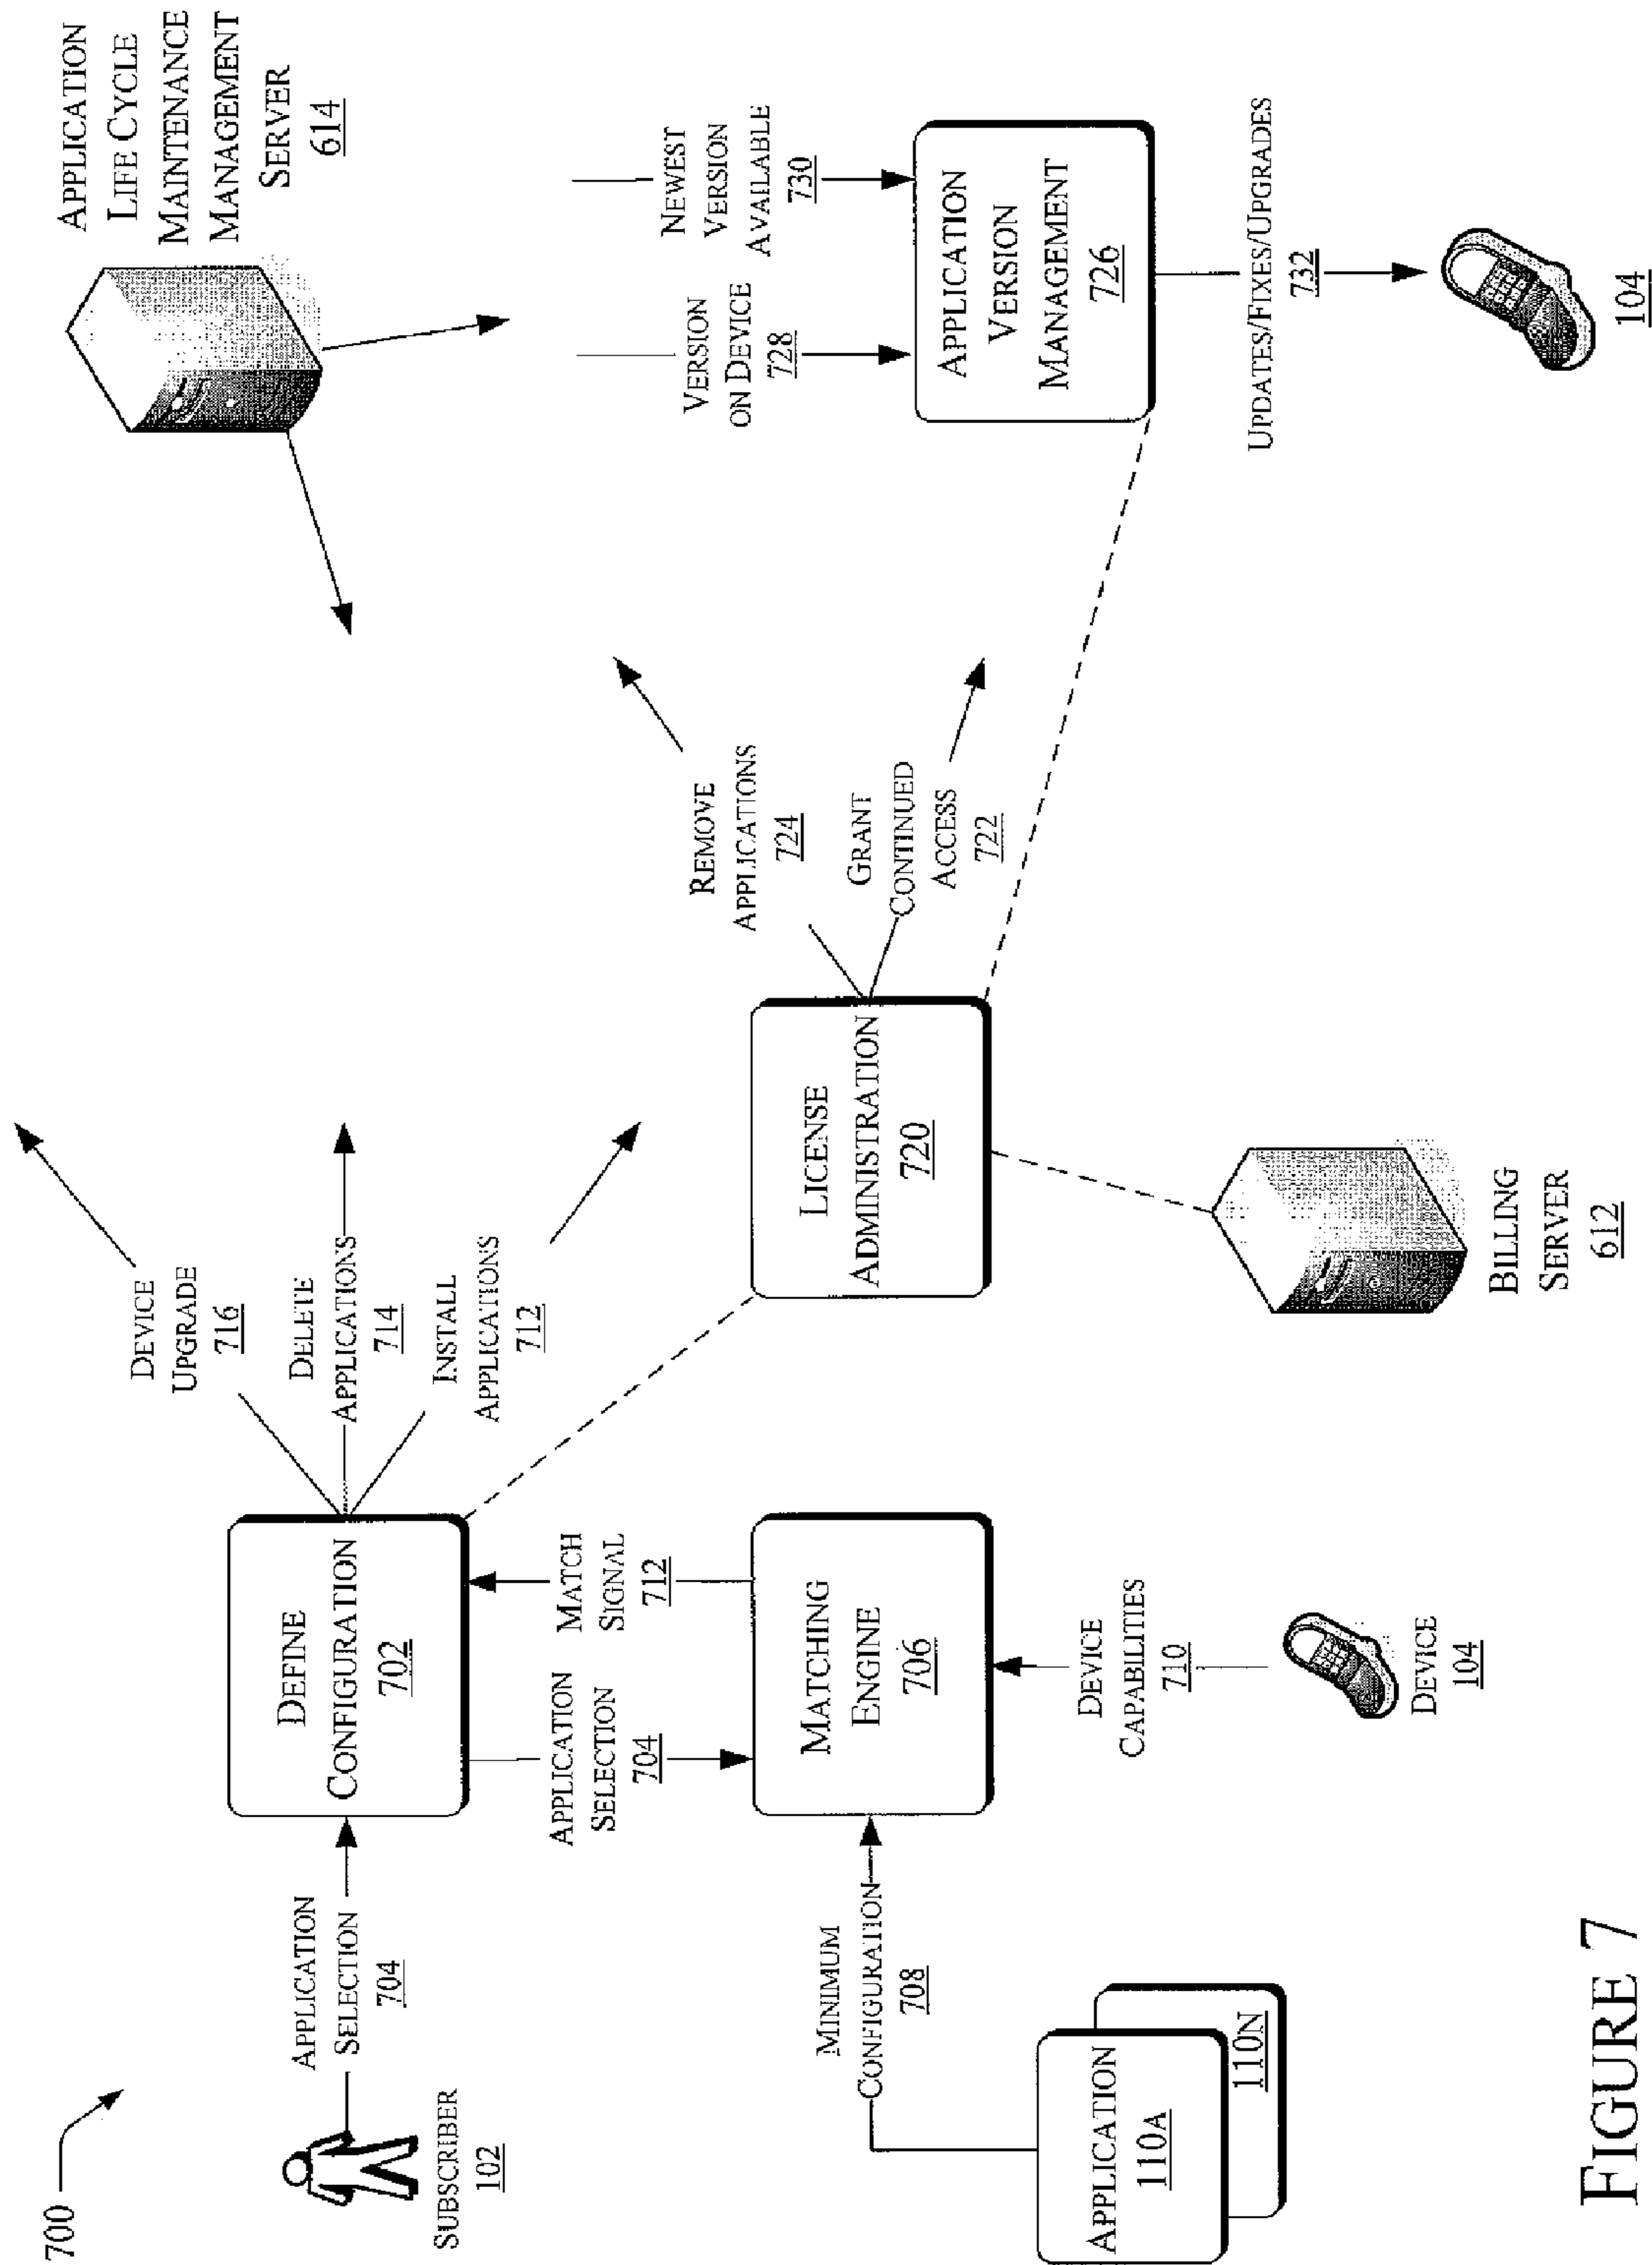 700
SUBSCRIBER
102
APPLICATION
SELECTION
704
DEFINE
CONFIGURATION
702
DEVICE
UPGRADE
716
DELETE
APPLICATIONS
714
INSTALL
APPLICATIONS
712
APPLICATION
SELECTION
704
MATCH
SIGNAL
712
MINIMUM
CONFIGURATION
708
MATCHING
ENGINE
706
APPLICATION
110A
110N
DEVICE
CAPABILITIES
710
DEVICE
104
LICENSE
ADMINISTRATION
720
REMOVE
APPLICATIONS
724
GRANT
CONTINUED
ACCESS
722
BILLING
SERVER
612
APPLICATION
LIFE CYCLE
MAINTENANCE
MANAGEMENT
SERVER
614
VERSION
ON DEVICE
728
NEWEST
VERSION
AVAILABLE
730
APPLICATION
VERSION
MANAGEMENT
726
UPDATES/FIXES/UPGRADES
732
104
FIGURE 7